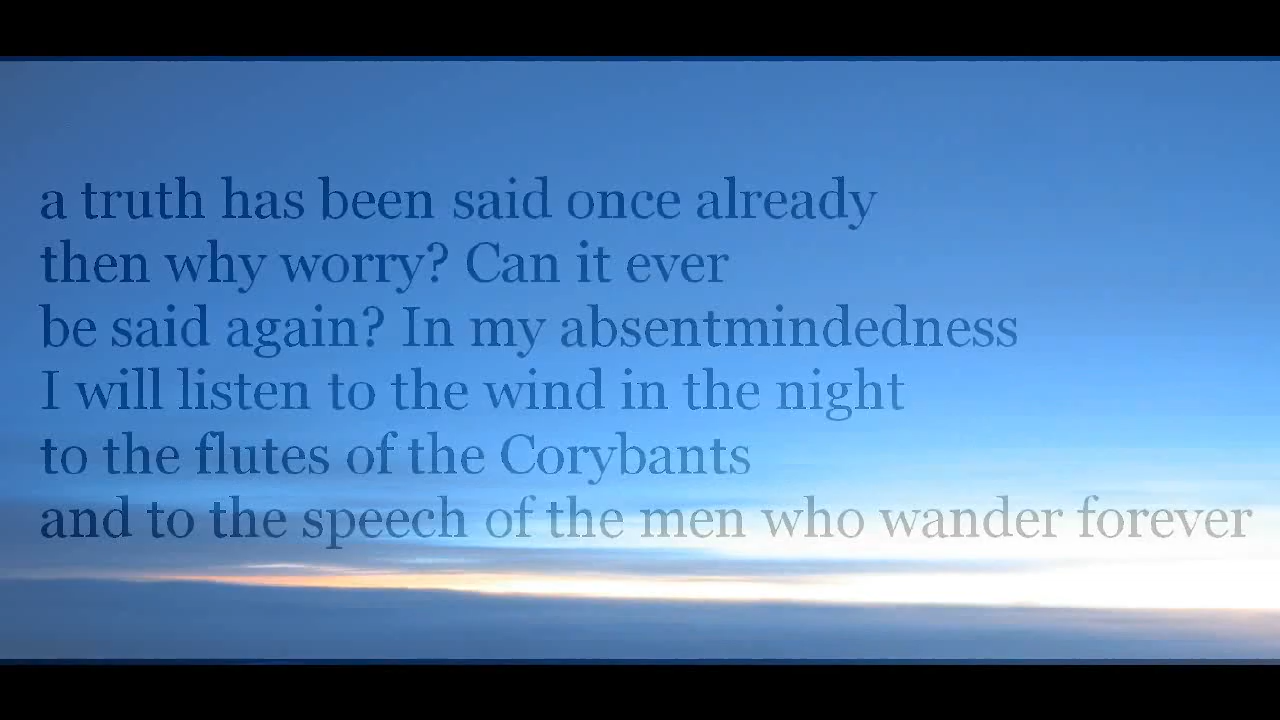 a truth has been said once already
then why worry? Can it ever
be said again? In my absentmindedness
I will listen to the wind in the night
to the flutes of the Corybants
and to the speech of the men who wander forever